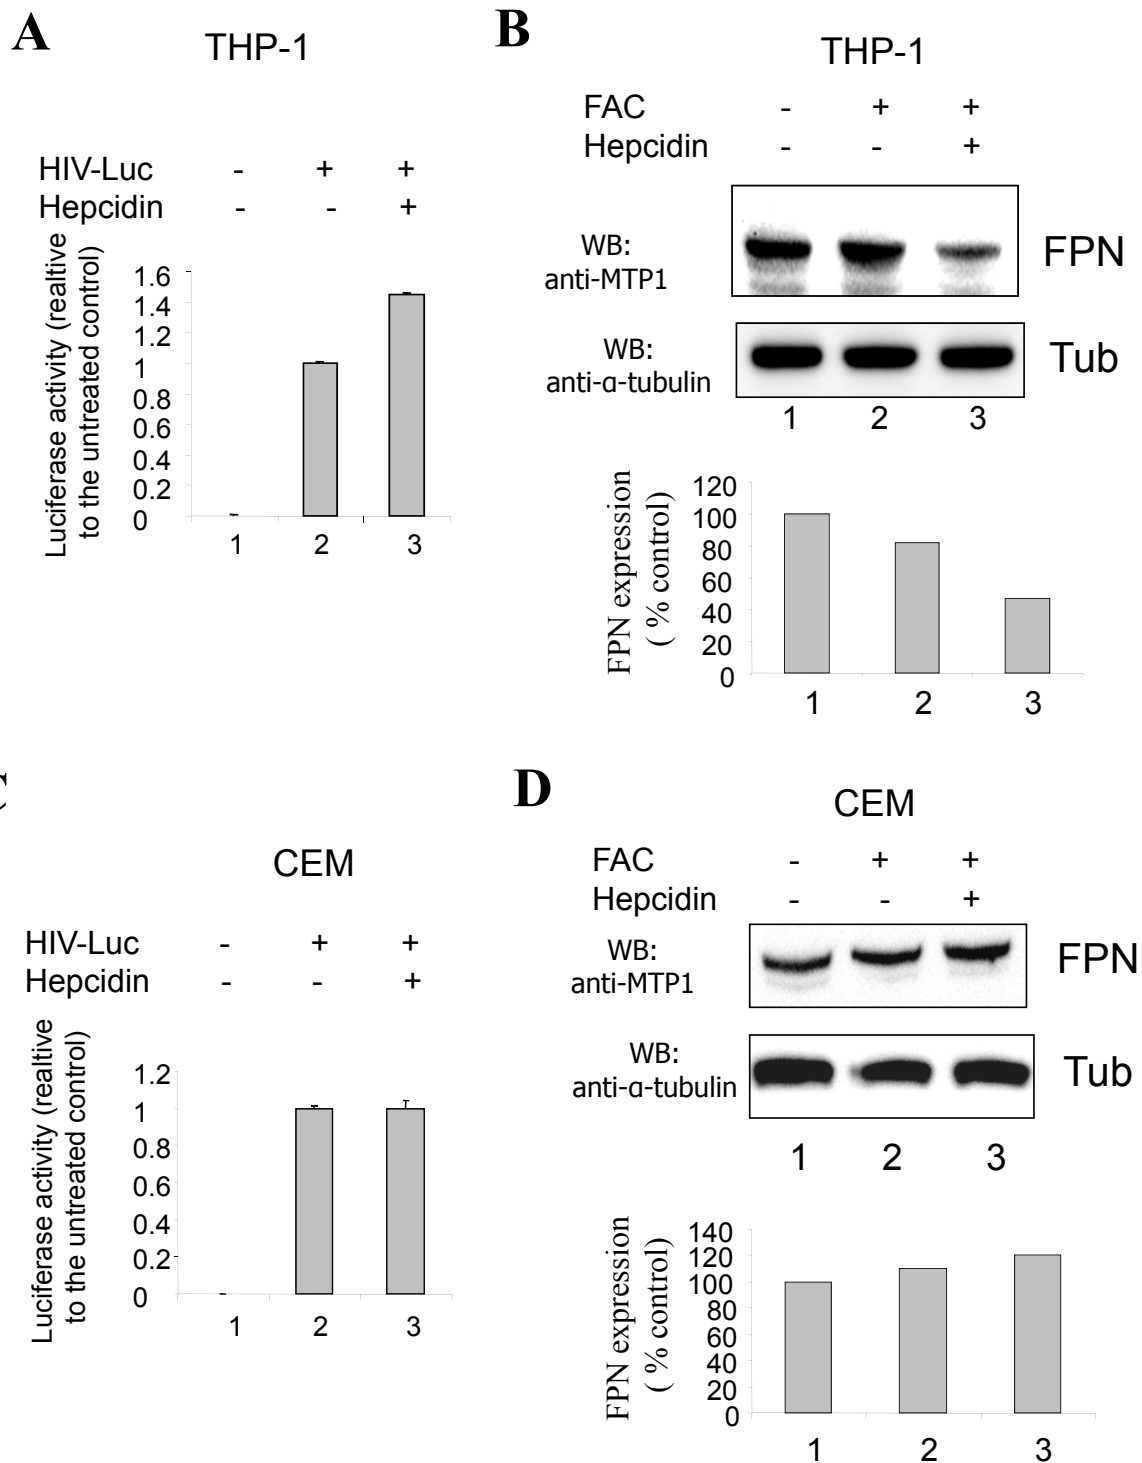 A
THP-1
HIV-Luc - + +
Hepcidin - - +
Luciferase activity (realtive
to the untreated control)
1.6
1.4
1.2
1
0.8
0.6
0.4
0.2
0
1 2 3
B
THP-1
FAC - + +
Hepcidin - - +
WB:
anti-MTP1
FPN
WB:
anti-α-tubulin
Tub
1 2 3
FPN expression
( % control)
120
100
80
60
40
20
0
1 2 3
C
CEM
HIV-Luc - + +
Hepcidin - - +
Luciferase activity (realtive
to the untreated control)
1.2
1
0.8
0.6
0.4
0.2
0
1 2 3
D
CEM
FAC - + +
Hepcidin - - +
WB:
anti-MTP1
FPN
WB:
anti-α-tubulin
Tub
1 2 3
FPN expression
( % control)
140
120
100
80
60
40
20
0
1 2 3